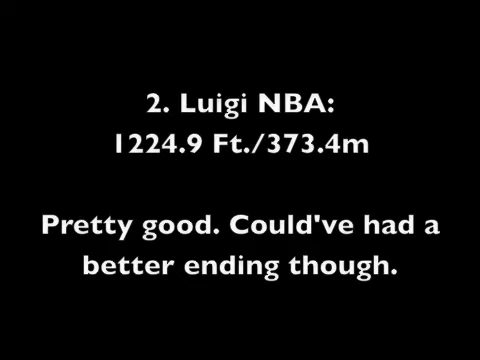 2. Luigi NBA:
1224.9 Ft./373.4m
Pretty good. Could've had a
better ending though.